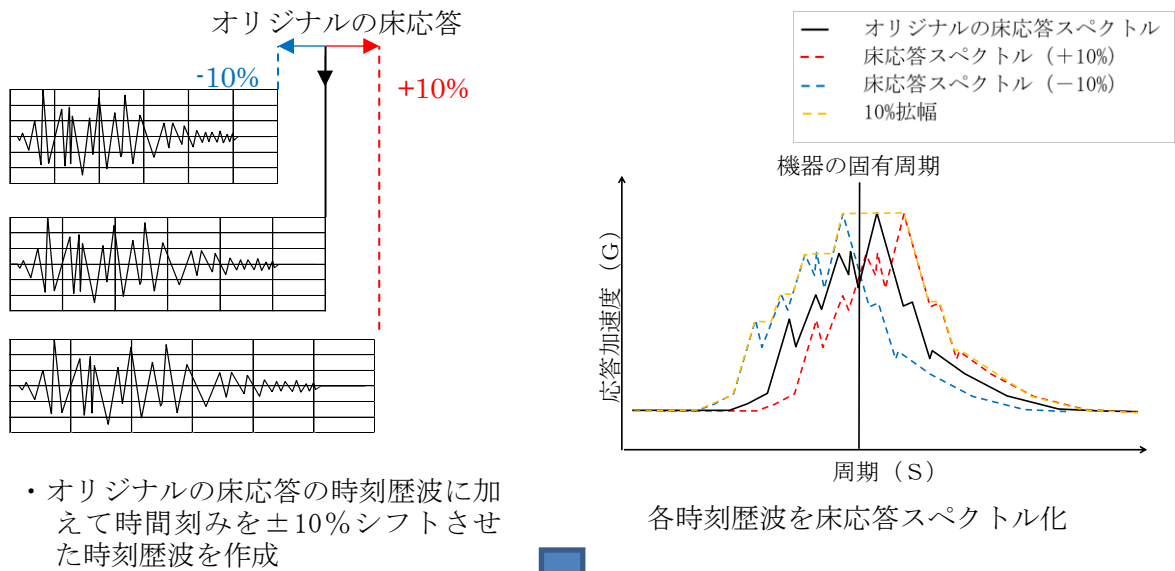 オリジナルの床応答
-10%
+10%
・オリジナルの床応答の時刻歴波に加
えて時間刻みを±10%シフトさせ
た時刻歴波を作成
オリジナルの床応答スペクトル
床応答スペクトル（＋10%）
床応答スペクトル（－10%）
10%拡幅
機器の固有周期
応答加速度（G）
周期（S）
各時刻歴波を床応答スペクトル化